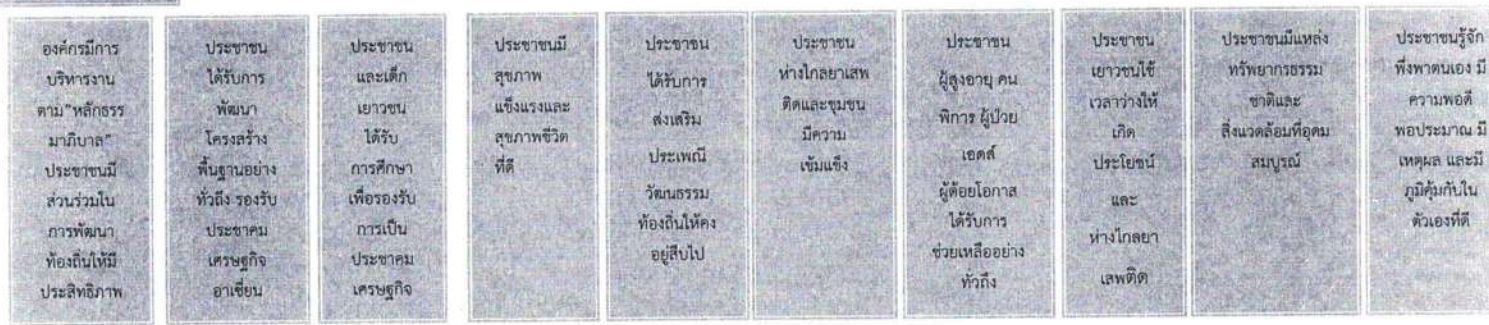 องค์กรมีการ
บริหารงาน
ตาม"หลักธรร
มาภิบาล"
ประชาชนมี
ส่วนร่วมใน
การพัฒนา
ท้องถิ่นให้มี
ประสิทธิภาพ
ประชาชน
ได้รับการ
พัฒนา
โครงสร้าง
พื้นฐานอย่าง
ทั่วถึง รองรับ
ประชาคม
เศรษฐกิจ
อาเซียน
ประชาชน
และเด็ก
เยาวชน
ได้รับ
การศึกษา
เพื่อรองรับ
การเป็น
ประชาคม
เศรษฐกิจ
ประชาชนมี
สุขภาพ
แข็งแรงและ
สุขภาพชีวิต
ที่ดี
ประชาชน
ได้รับการ
ส่งเสริม
ประเพณี
วัฒนธรรม
ท้องถิ่นให้คง
อยู่สืบไป
ประชาชน
ห่างไกลยาเสพ
ติดและชุมชน
มีความ
เข้มแข็ง
ประชาชน
ผู้สูงอายุ คน
พิการ ผู้ป่วย
เอดส์
ผู้ด้อยโอกาส
ได้รับการ
ช่วยเหลืออย่าง
ทั่วถึง
ประชาชน
เยาวชนใช้
เวลาว่างให้
เกิด
ประโยชน์
และ
ห่างไกลยา
เสพติด
ประชาชนมีแหล่ง
ทรัพยากรธรรม
ชาติและ
สิ่งแวดล้อมที่อุดม
สมบูรณ์
ประชาชนรู้จัก
พึ่งพาตนเอง มี
ความพอดี
พอประมาณ มี
เหตุผล และมี
ภูมิคุ้มกันใน
ตัวเองที่ดี